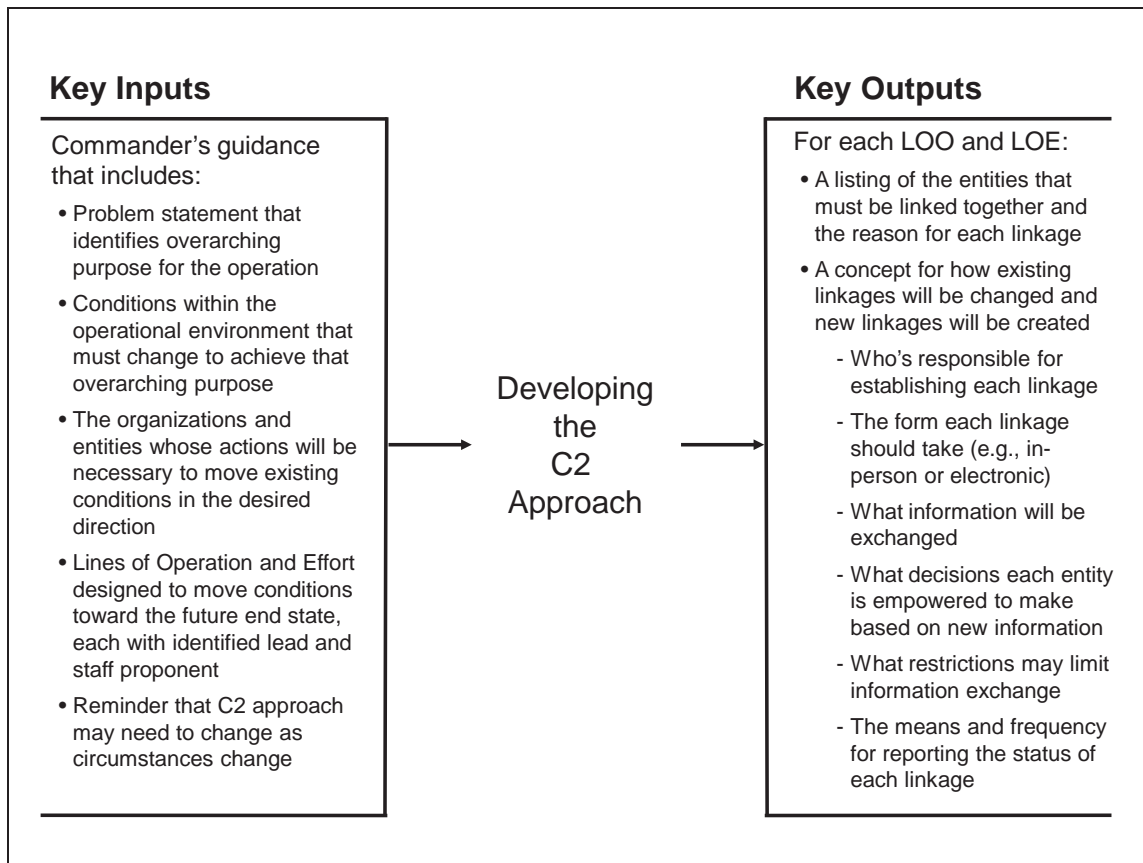 Key Inputs
Commander's guidance
that includes:
• Problem statement that
identifies overarching
purpose for the operation
• Conditions within the
operational environment that
must change to achieve that
overarching purpose
• The organizations and
entities whose actions will be
necessary to move existing
conditions in the desired
direction
• Lines of Operation and Effort
designed to move conditions
toward the future end state,
each with identified lead and
staff proponent
• Reminder that C2 approach
may need to change as
circumstances change
Developing
the
C2
Approach
Key Outputs
For each LOO and LOE:
• A listing of the entities that
must be linked together and
the reason for each linkage
• A concept for how existing
linkages will be changed and
new linkages will be created
- Who's responsible for
establishing each linkage
- The form each linkage
should take (e.g., in-
person or electronic)
- What information will be
exchanged
- What decisions each entity
is empowered to make
based on new information
- What restrictions may limit
information exchange
- The means and frequency
for reporting the status of
each linkage